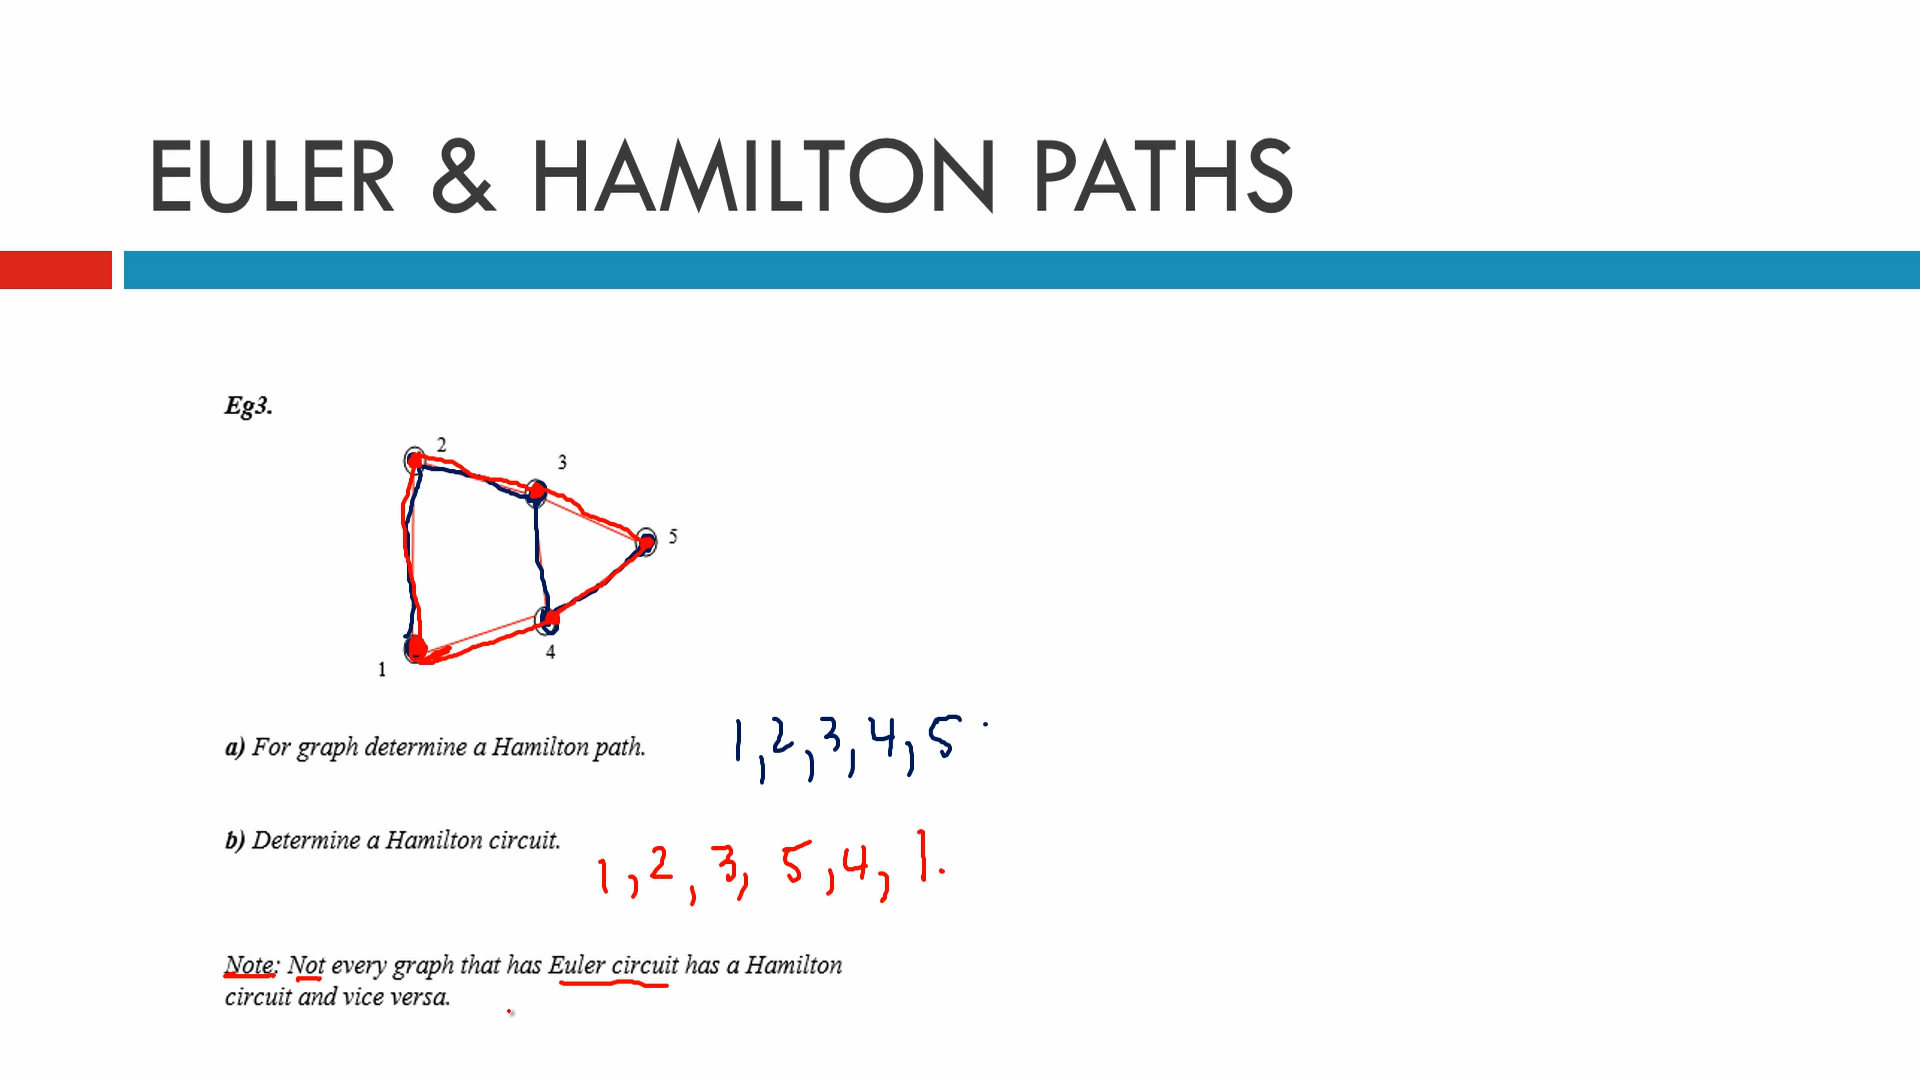 EULER & HAMILTON PATHS
Eg3.
2
3
5
4
1
a) For graph determine a Hamilton path.
1,2,3,4,5
b) Determine a Hamilton circuit.
1,2,3,5,4,1.
Note: Not every graph that has Euler circuit has a Hamilton
circuit and vice versa.